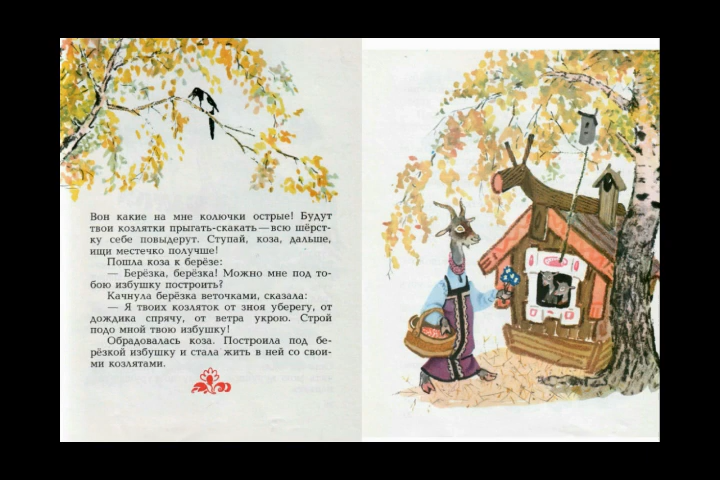 Вон какие на мне колючки острые! Будут
твои козлятки прыгать-скакать — всю шёрст-
ку себе повыдерут. Ступай, коза, дальше,
ищи местечко получше!
Пошла коза к берёзе:
— Берёзка, берёзка! Можно мне под то-
бою избушку построить?
Качнула берёзка веточками, сказала:
— Я твоих козляток от зноя уберегу, от
дождика спрячу, от ветра укрою. Строй
подо мной твою избушку!
Обрадовалась коза. Построила под бе-
рёзкой избушку и стала жить в ней со свои-
ми козлятами.